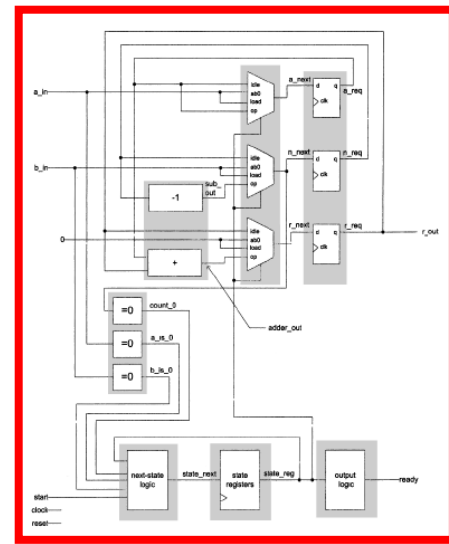 idle
ab0
load
op
a_next
d q
clk
a_req
a_in
idle
ab0
load
op
n_next
d q
clk
n_req
b_in
sub_
out
-1
idle
ab0
load
op
r_next
d q
clk
r_req
r_out
0
+
adder_out
=0
count_0
=0
a_is_0
=0
b_is_0
next-state
logic
state_next
state
registers
state_reg
output
logic
ready
start
clock
reset